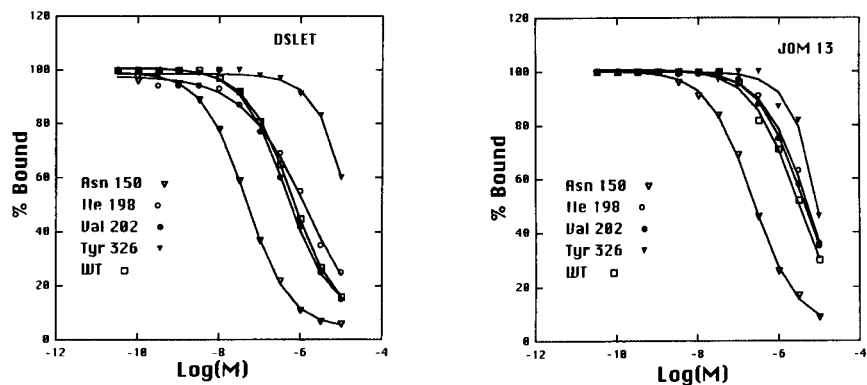 DSLET
120
100
80
60
40
20
0
% Bound
Asn 150
Ile 198
Val 202
Tyr 326
WT
-12
-10
-8
-6
-4
Log(M)
JOM 13
120
100
80
60
40
20
0
% Bound
Asn 150
Ile 198
Val 202
Tyr 326
WT
-12
-10
-8
-6
-4
Log(M)